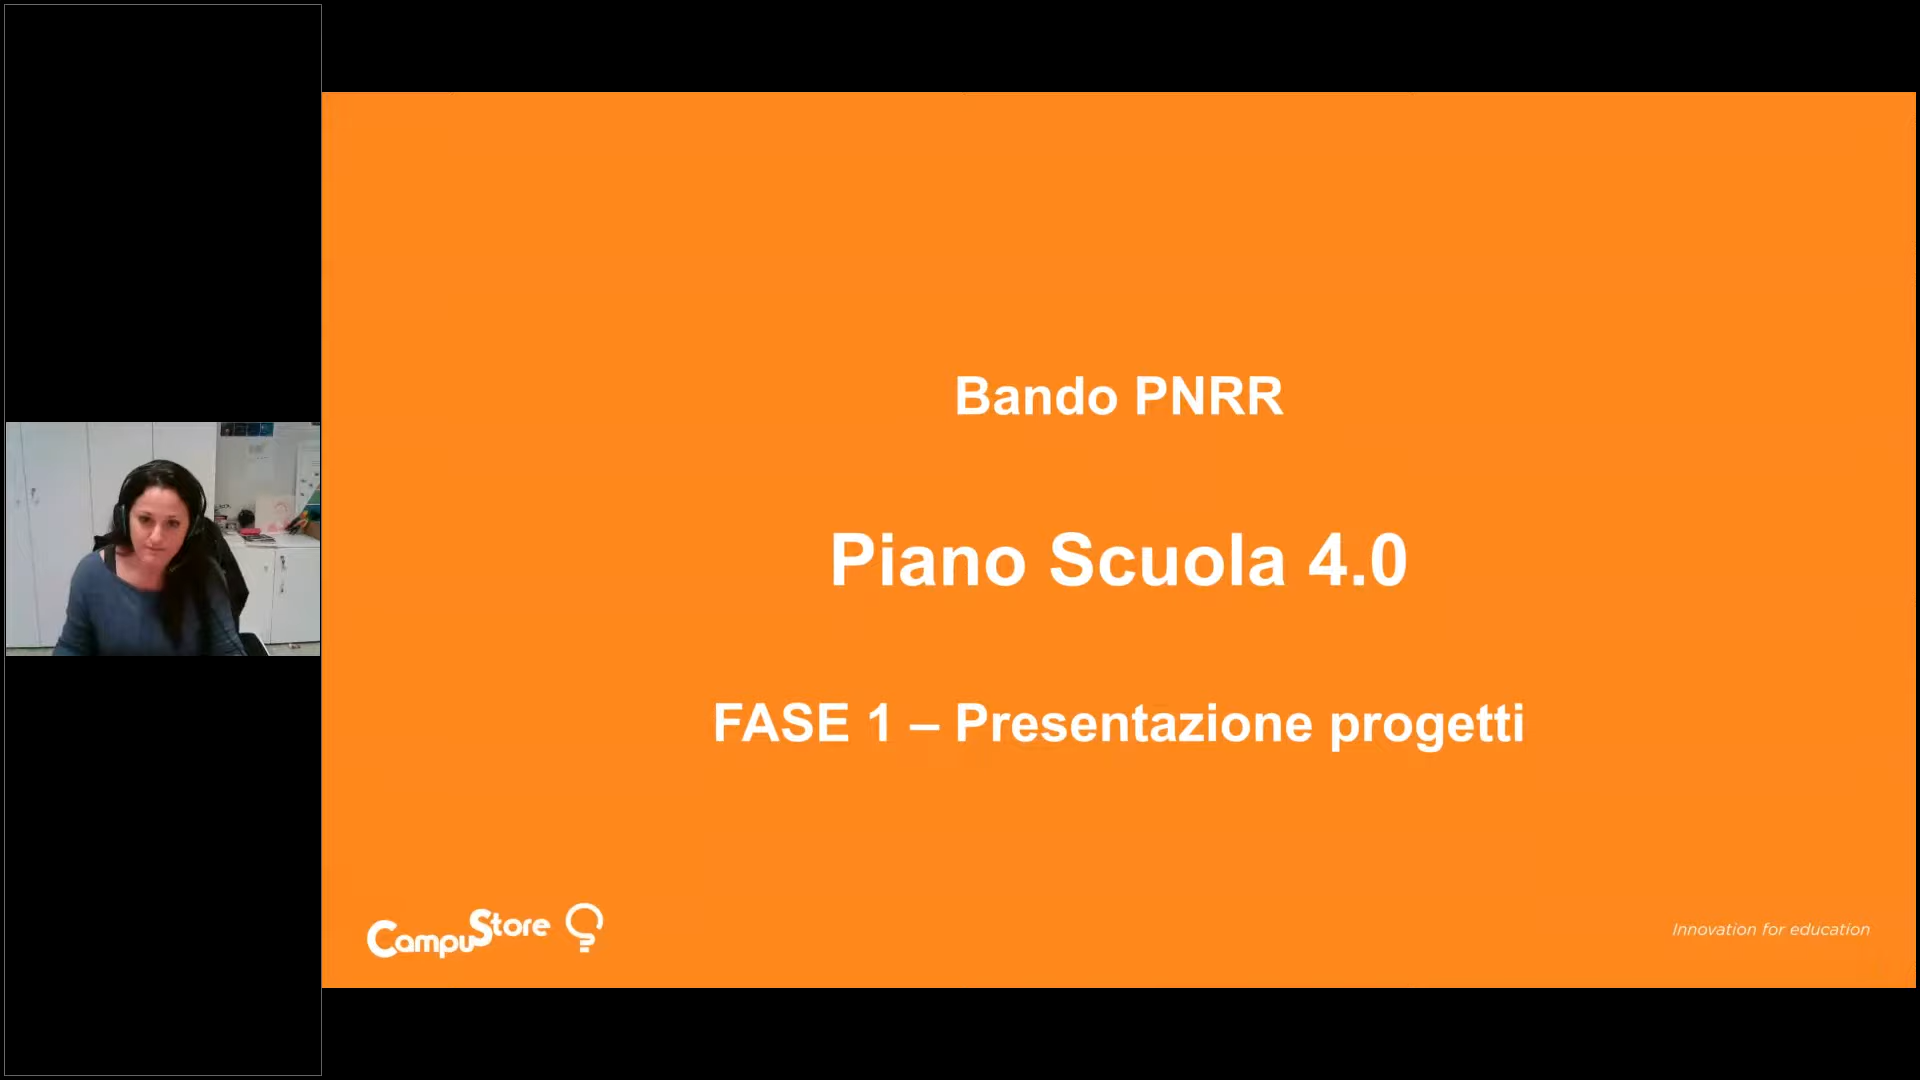 Bando PNRR
Piano Scuola 4.0
FASE 1 – Presentazione progetti
CampuStore
Innovation for education